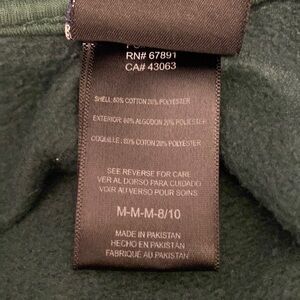 RN# 67891
CA# 43063
SHELL: 80% COTTON 20% POLYESTER
EXTERIOR: 80% ALGODON 20% POLIESTER
COQUILLE: 80% COTON 20% POLYESTER
SEE REVERSE FOR CARE
VER AL DORSO PARA CUIDADO
VOIR AU VERSO POUR SOINS
M-M-M-8/10
MADE IN PAKISTAN
HECHO EN PAKISTÁN
FABRIQUÉ AU PAKISTAN